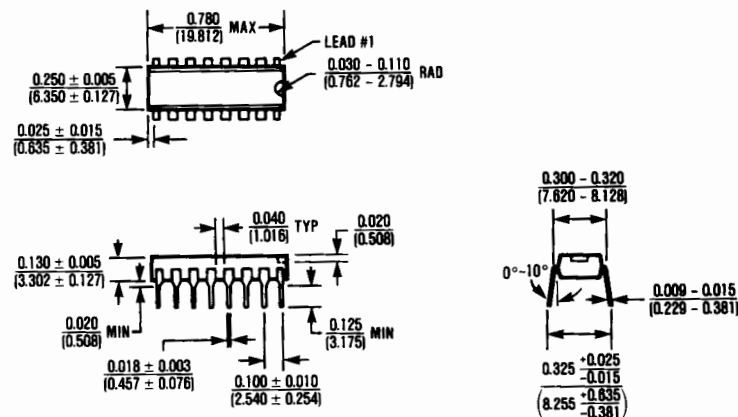 0.780
(19.812) MAX
LEAD #1
0.030 – 0.110
(0.762 – 2.794) RAD
0.250 ± 0.005
(6.350 ± 0.127)
0.025 ± 0.015
(0.635 ± 0.381)
0.040
(1.016) TYP
0.020
(0.508)
0.130 ± 0.005
(3.302 ± 0.127)
0.020
(0.508) MIN
0.125
(3.175) MIN
0.018 ± 0.003
(0.457 ± 0.076)
0.100 ± 0.010
(2.540 ± 0.254)
0.300 – 0.320
(7.620 – 8.128)
0°–10°
0.009 – 0.015
(0.229 – 0.381)
0.325 +0.025
–0.015
(8.255 +0.635
–0.381)